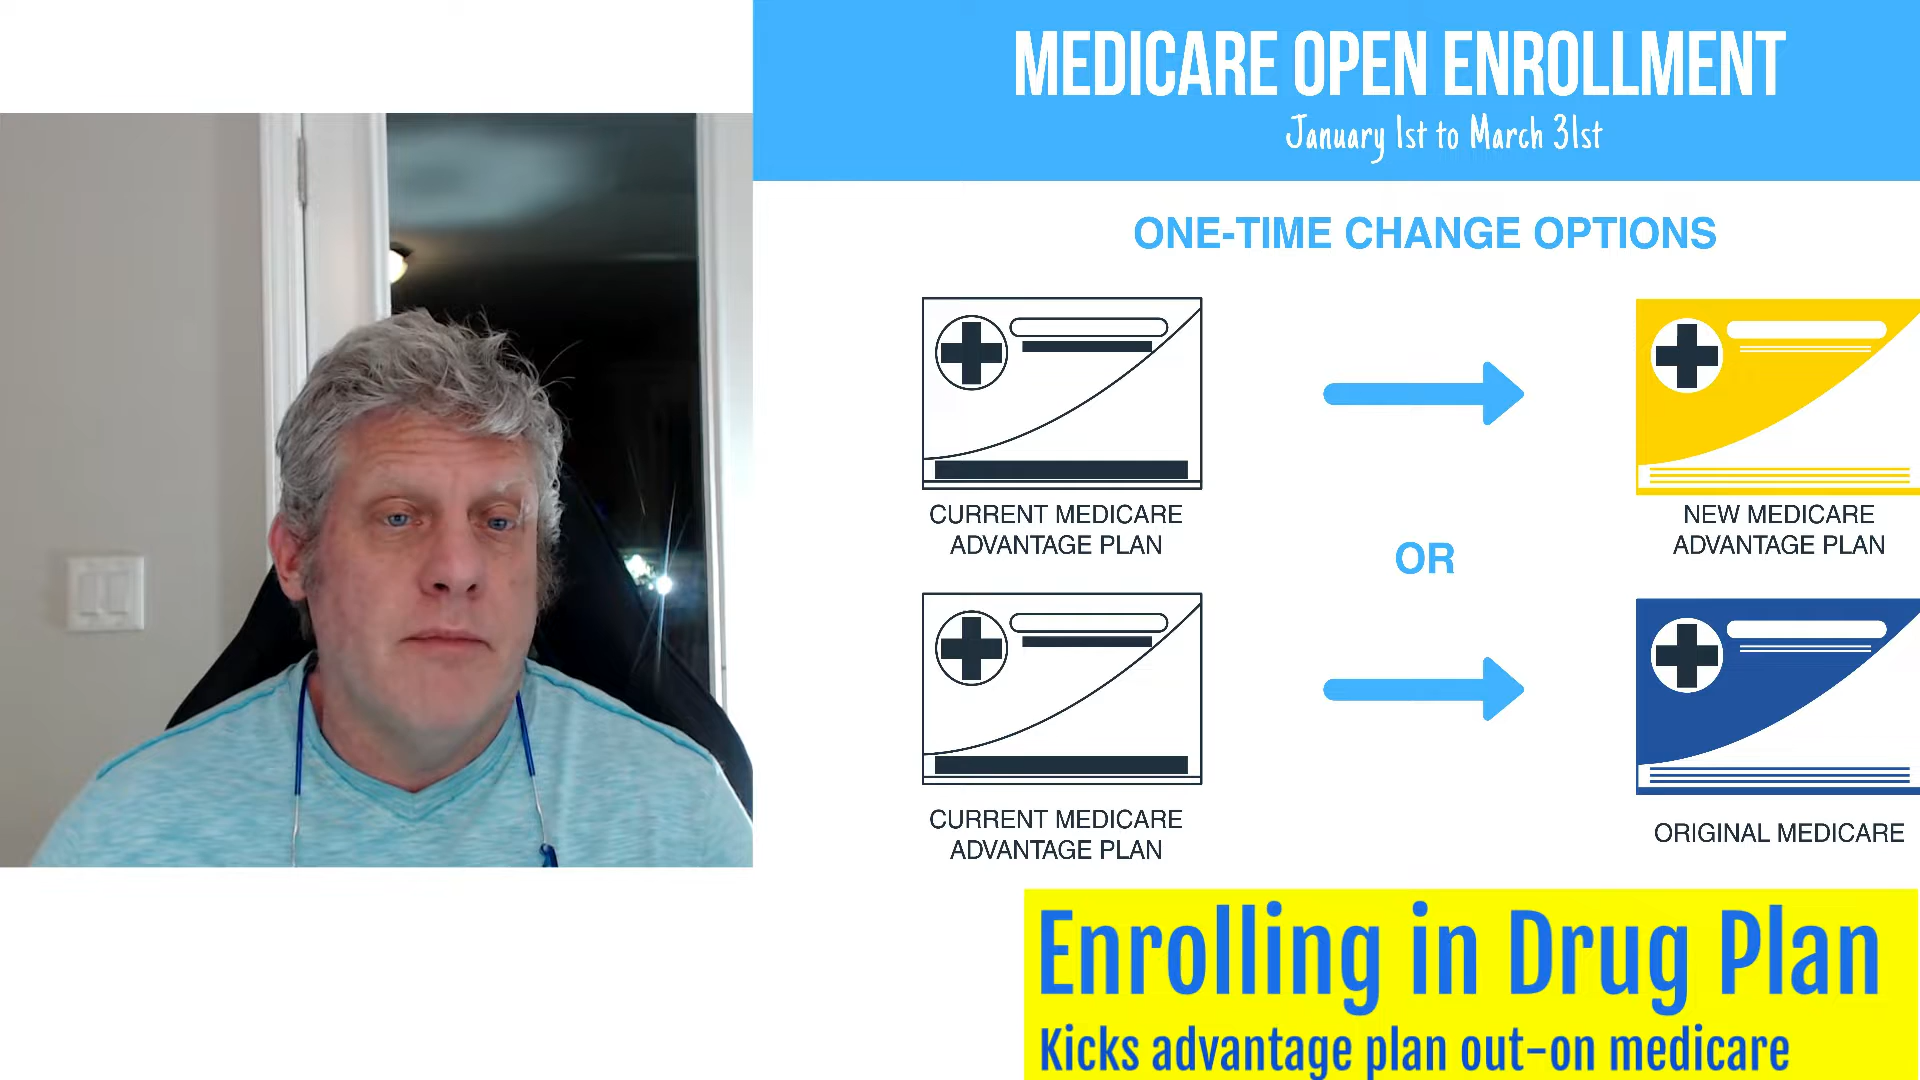 MEDICARE OPEN ENROLLMENT
January 1st to March 31st
ONE-TIME CHANGE OPTIONS
CURRENT MEDICARE
ADVANTAGE PLAN
NEW MEDICARE
ADVANTAGE PLAN
OR
CURRENT MEDICARE
ADVANTAGE PLAN
ORIGINAL MEDICARE
Enrolling in Drug Plan
Kicks advantage plan out-on medicare